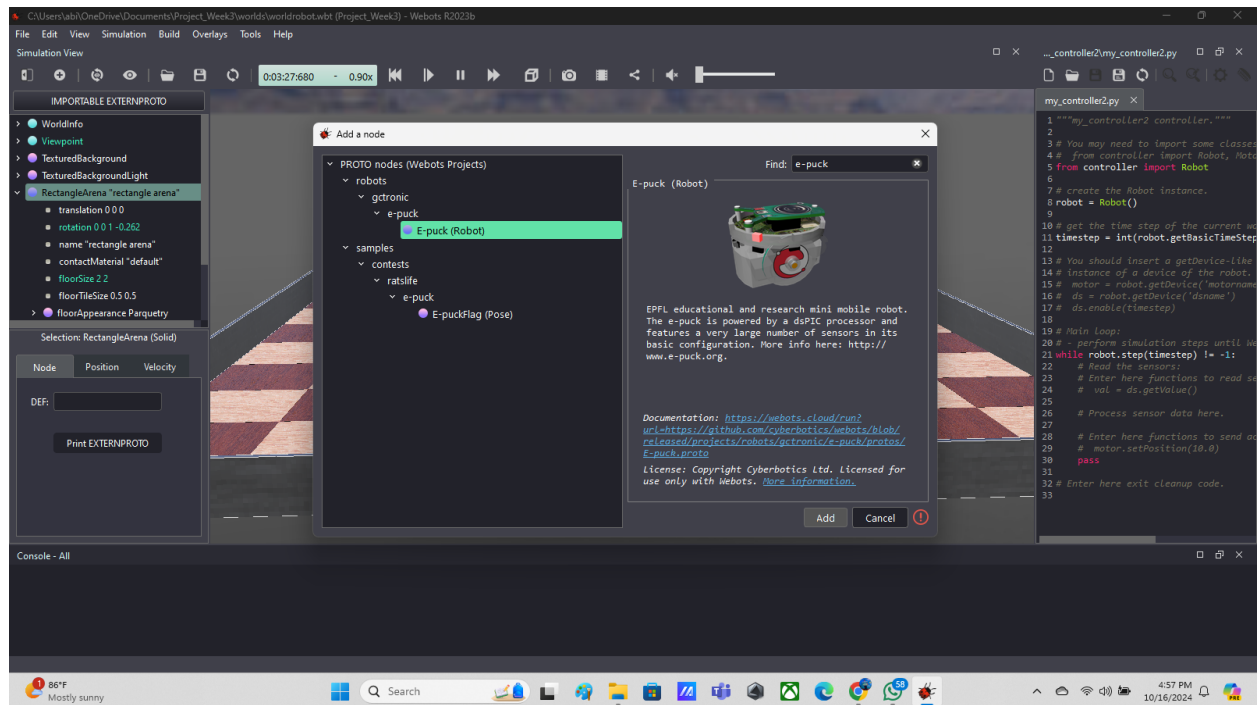 C:\Users\abi\OneDrive\Documents\Project_Week3\worlds\worldrobot.wbt (Project_Week3) - Webots R2023b
File Edit View Simulation Build Overlays Tools Help
Simulation View
..._controller2\my_controller2.py
0:03:27:680 - 0.90x
IMPORTABLE EXTERNPROTO
WorldInfo
Viewpoint
TexturedBackground
TexturedBackgroundLight
RectangleArena "rectangle arena"
translation 0 0 0
rotation 0 0 1 -0.262
name "rectangle arena"
contactMaterial "default"
floorSize 2 2
floorTileSize 0.5 0.5
floorAppearance Parquetry
Selection: RectangleArena (Solid)
Node Position Velocity
DEF:
Print EXTERNPROTO
Add a node
PROTO nodes (Webots Projects)
robots
gctronic
e-puck
E-puck (Robot)
samples
contests
ratslife
e-puck
E-puckFlag (Pose)
Find: e-puck
E-puck (Robot)
EPFL educational and research mini mobile robot.
The e-puck is powered by a dsPIC processor and
features a very large number of sensors in its
basic configuration. More info here: http://
www.e-puck.org.
Documentation: https://webots.cloud/run?
url=https://github.com/cyberbotics/webots/blob/
released/projects/robots/gctronic/e-puck/protos/
E-puck.proto
License: Copyright Cyberbotics Ltd. Licensed for
use only with Webots. More information.
Add Cancel
my_controller2.py
1 """my_controller2 controller."""
2
3 # You may need to import some classes
4 # from controller import Robot, Moto
5 from controller import Robot
6
7 # create the Robot instance.
8 robot = Robot()
9
10 # get the time step of the current wo
11 timestep = int(robot.getBasicTimeStep
12
13 # You should insert a getDevice-like
14 # instance of a device of the robot.
15 # motor = robot.getDevice('motorname
16 # ds = robot.getDevice('dsname')
17 # ds.enable(timestep)
18
19 # Main loop:
20 # - perform simulation steps until We
21 while robot.step(timestep) != -1:
22 # Read the sensors:
23 # Enter here functions to read se
24 # val = ds.getValue()
25
26 # Process sensor data here.
27
28 # Enter here functions to send ac
29 # motor.setPosition(10.0)
30 pass
31
32 # Enter here exit cleanup code.
33
Console - All
1
86°F
Mostly sunny
Search
58
4:57 PM
10/16/2024
PRE